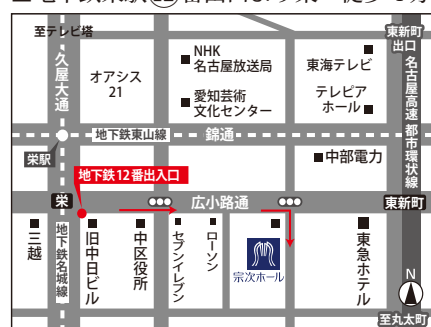 至テレビ塔
久屋大通
オアシス
21
NHK
名古屋放送局
愛知芸術
文化センター
東海テレビ
テレピア
ホール
東新町
出口
名古屋高速 都市環状線
地下鉄東山線
錦通
栄駅
中部電力
地下鉄12番出入口
栄
広小路通
東新町
三越
地下鉄名城線
旧中日ビル
中区役所
セブンイレブン
ローソン
宗次ホール
東急ホテル
N
至丸太町